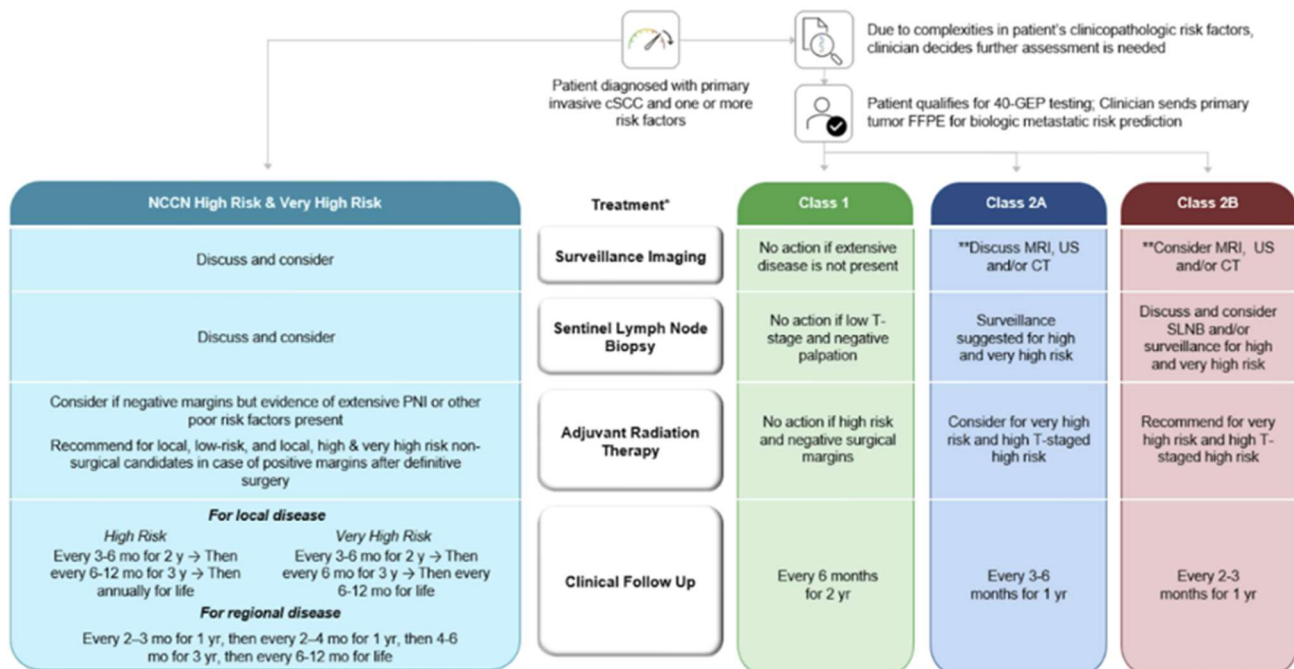 Due to complexities in patient's clinicopathologic risk factors,
clinician decides further assessment is needed
Patient diagnosed with primary
invasive cSCC and one or more
risk factors
Patient qualifies for 40-GEP testing; Clinician sends primary
tumor FFPE for biologic metastatic risk prediction
NCCN High Risk & Very High Risk
Treatment*
Class 1
Class 2A
Class 2B
Discuss and consider
Surveillance Imaging
No action if extensive
disease is not present
**Discuss MRI, US
and/or CT
**Consider MRI, US
and/or CT
Discuss and consider
Sentinel Lymph Node
Biopsy
No action if low T-
stage and negative
palpation
Surveillance
suggested for high
and very high risk
Discuss and consider
SLNB and/or
surveillance for high
and very high risk
Consider if negative margins but evidence of extensive PNI or other
poor risk factors present
Recommend for local, low-risk, and local, high & very high risk non-
surgical candidates in case of positive margins after definitive
surgery
Adjuvant Radiation
Therapy
No action if high risk
and negative surgical
margins
Consider for very high
risk and high T-staged
high risk
Recommend for very
high risk and high T-
staged high risk
For local disease
High Risk
Every 3-6 mo for 2 y → Then
every 6-12 mo for 3 y → Then
annually for life
Very High Risk
Every 3-6 mo for 2 y → Then
every 6 mo for 3 y → Then every
6-12 mo for life
For regional disease
Every 2–3 mo for 1 yr, then every 2–4 mo for 1 yr, then 4-6
mo for 3 yr, then every 6-12 mo for life
Clinical Follow Up
Every 6 months
for 2 yr
Every 3-6
months for 1 yr
Every 2-3
months for 1 yr